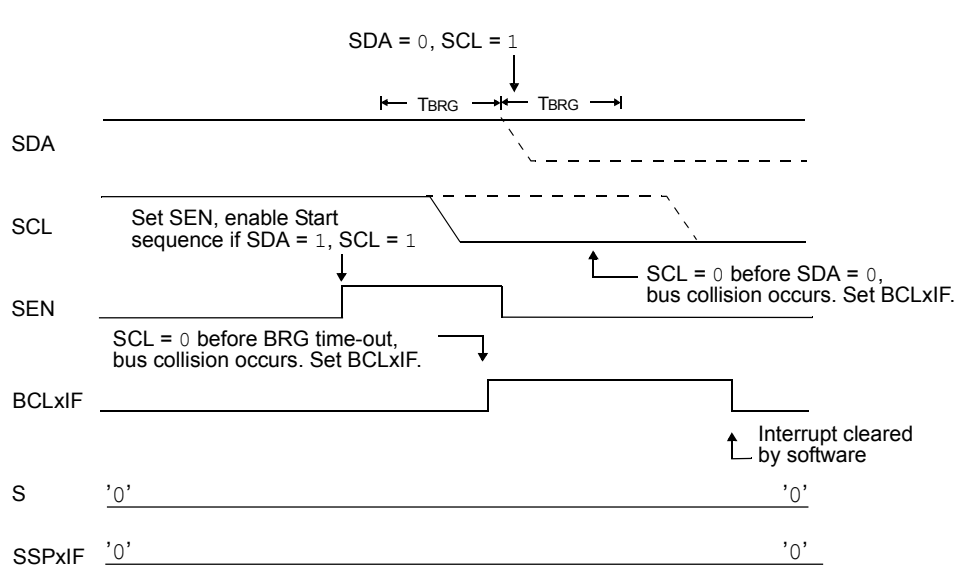 SDA = 0, SCL = 1
TBRG TBRG
SDA
SCL
Set SEN, enable Start
sequence if SDA = 1, SCL = 1
SCL = 0 before SDA = 0,
bus collision occurs. Set BCLxIF.
SEN
SCL = 0 before BRG time-out,
bus collision occurs. Set BCLxIF.
BCLxIF
Interrupt cleared
by software
S '0' '0'
SSPxIF '0' '0'